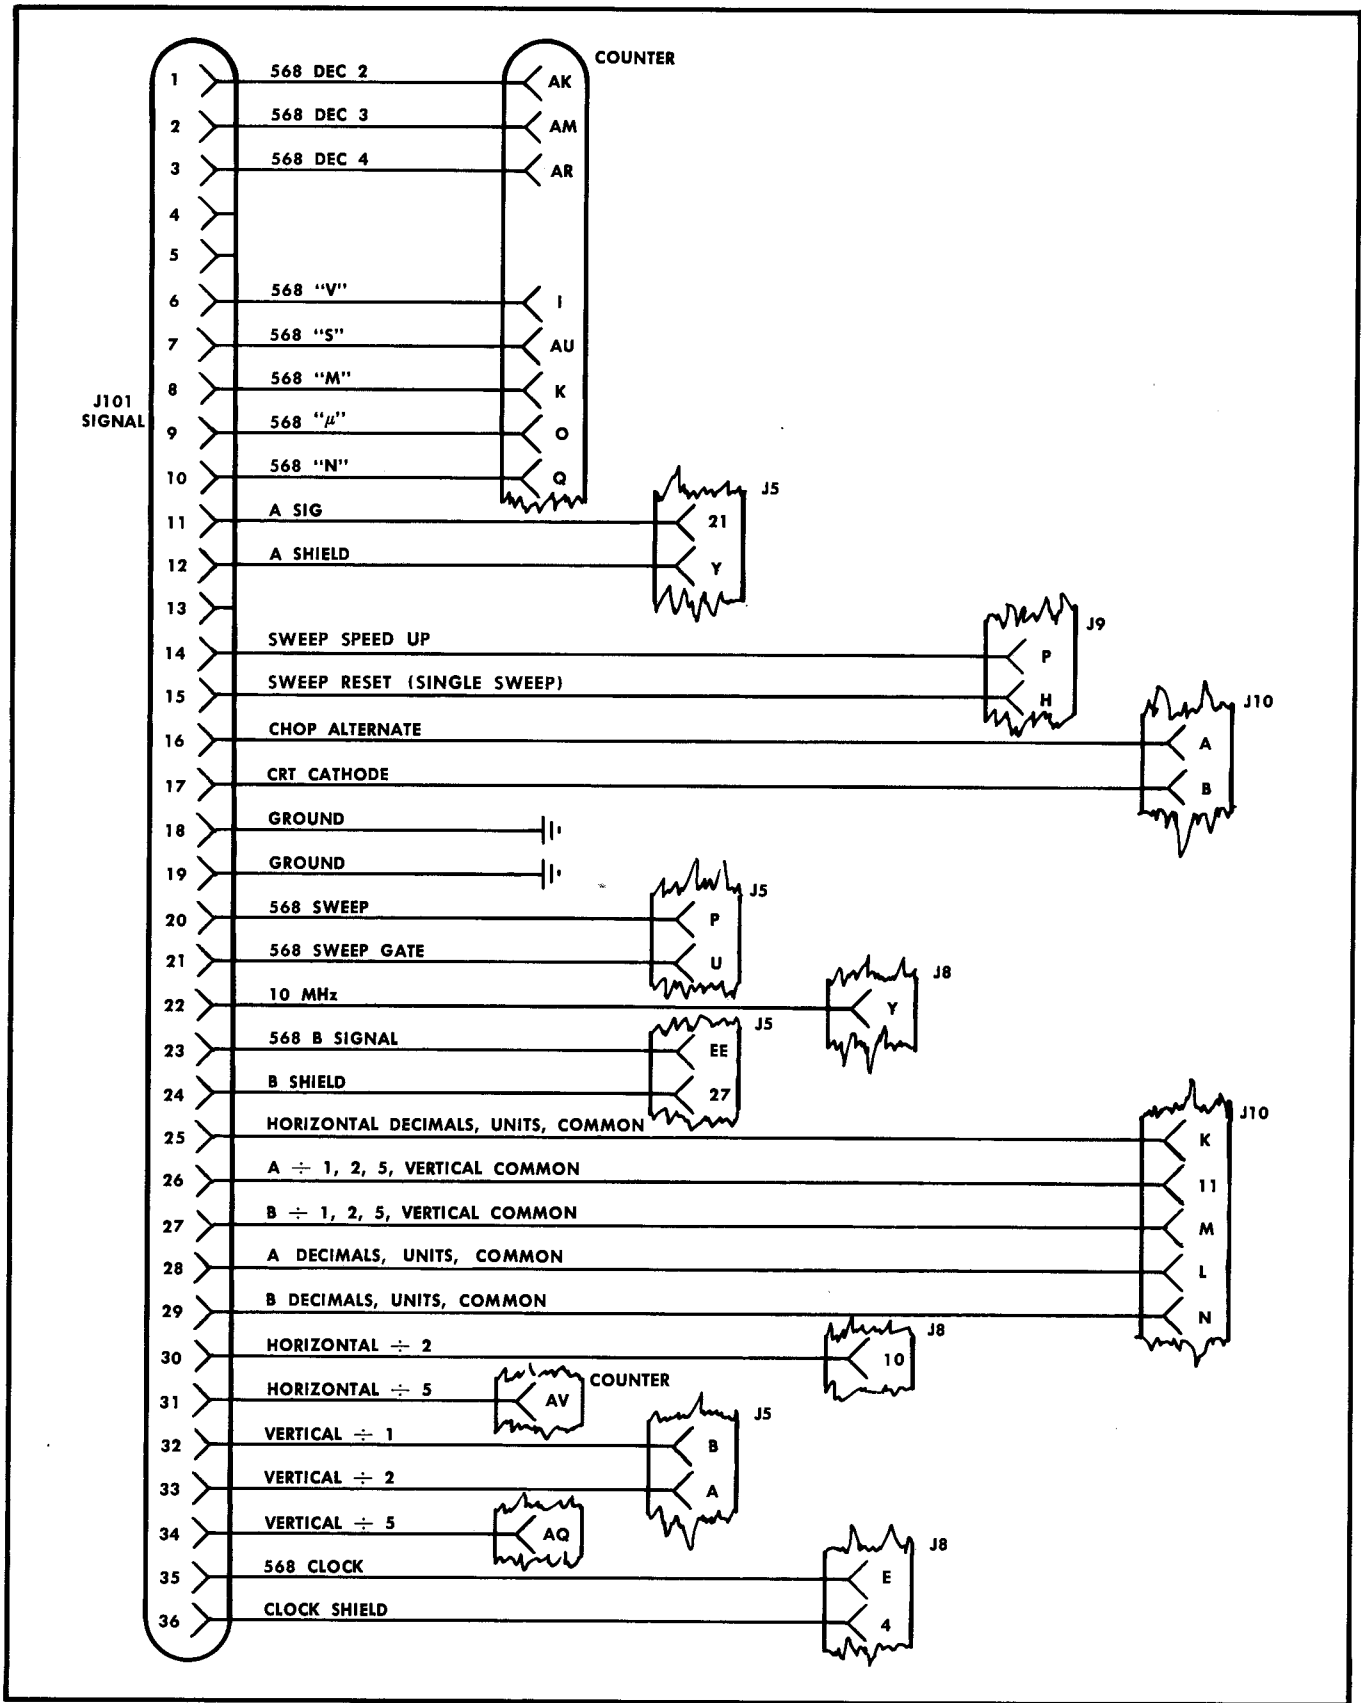 COUNTER
1 568 DEC 2 AK
2 568 DEC 3 AM
3 568 DEC 4 AR
4
5
6 568 “V” I
7 568 “S” AU
8 568 “M” K
J101
SIGNAL
9 568 “μ” O
10 568 “N” Q
J5
11 A SIG 21
12 A SHIELD Y
13
J9
14 SWEEP SPEED UP P
15 SWEEP RESET (SINGLE SWEEP) H
J10
16 CHOP ALTERNATE A
17 CRT CATHODE B
18 GROUND
19 GROUND
J5
20 568 SWEEP P
21 568 SWEEP GATE U
J8
22 10 MHz Y
J5
23 568 B SIGNAL EE
24 B SHIELD 27
J10
25 HORIZONTAL DECIMALS, UNITS, COMMON K
26 A ÷ 1, 2, 5, VERTICAL COMMON 11
27 B ÷ 1, 2, 5, VERTICAL COMMON M
28 A DECIMALS, UNITS, COMMON L
29 B DECIMALS, UNITS, COMMON N
J8
30 HORIZONTAL ÷ 2 10
COUNTER
31 HORIZONTAL ÷ 5 AV
J5
32 VERTICAL ÷ 1 B
33 VERTICAL ÷ 2 A
34 VERTICAL ÷ 5 AQ
J8
35 568 CLOCK E
36 CLOCK SHIELD 4